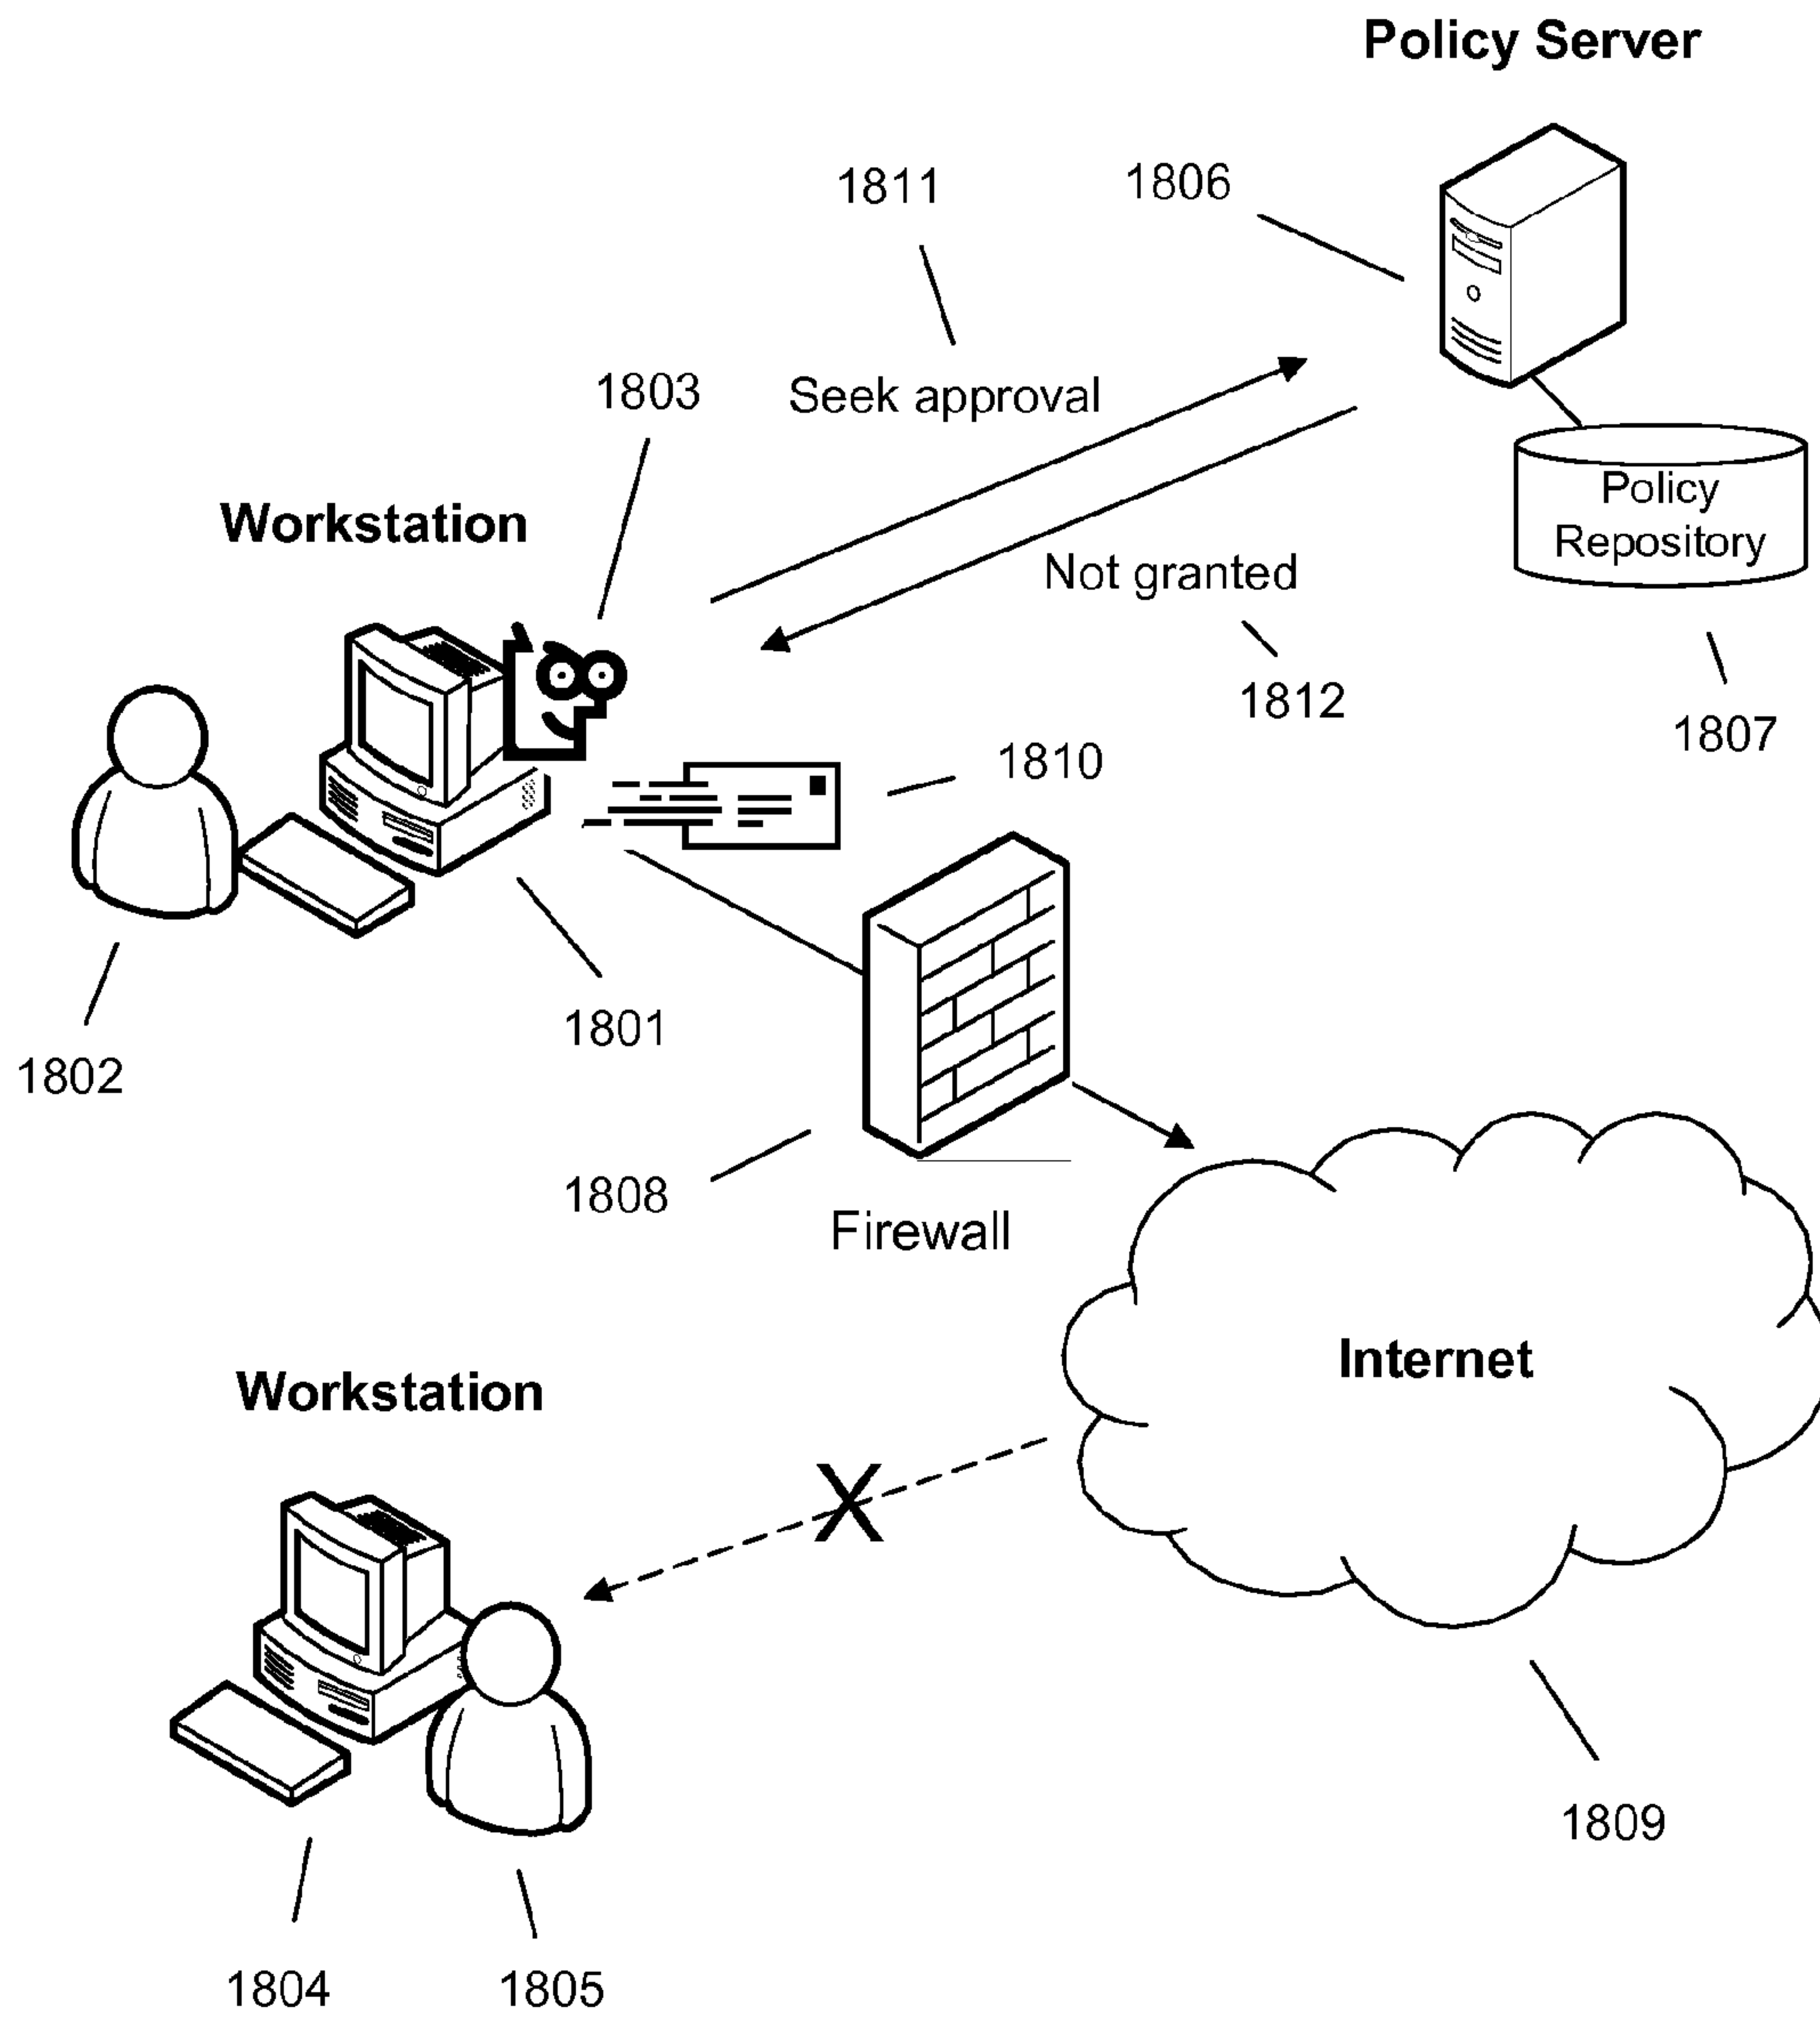 Policy Server
1811
1806
1803
Seek approval
Policy
Repository
Workstation
Not granted
1812
1807
1810
1801
1802
1808
Firewall
Internet
Workstation
X
1809
1804
1805